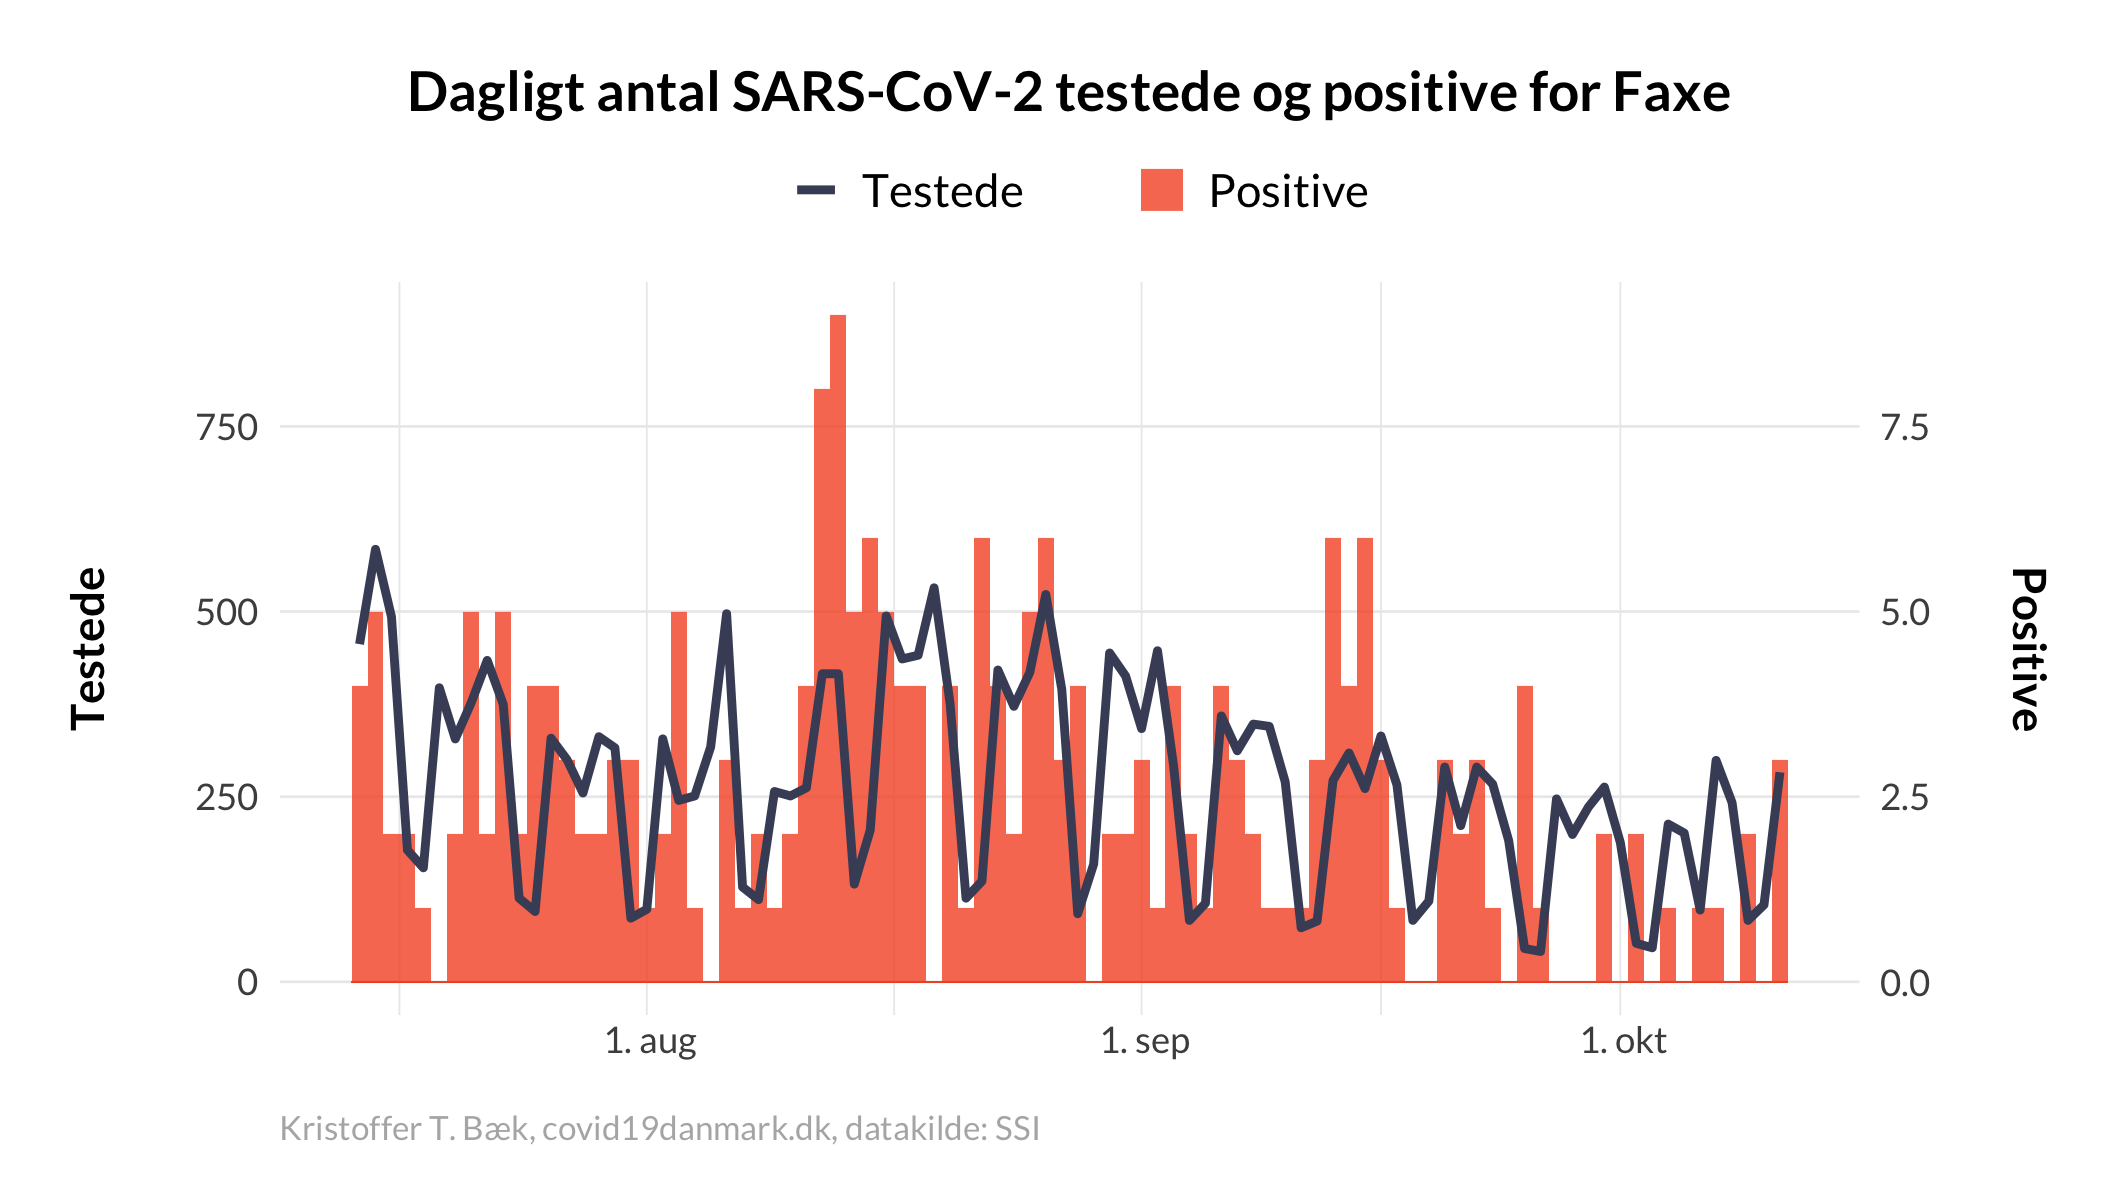 Dagligt antal SARS-CoV-2 testede og positive for Faxe
Testede
Positive
750
500
250
0
7.5
5.0
2.5
0.0
Testede
Positive
1. aug
1. sep
1. okt
Kristoffer T. Bæk, covid19danmark.dk, datakilde: SSI